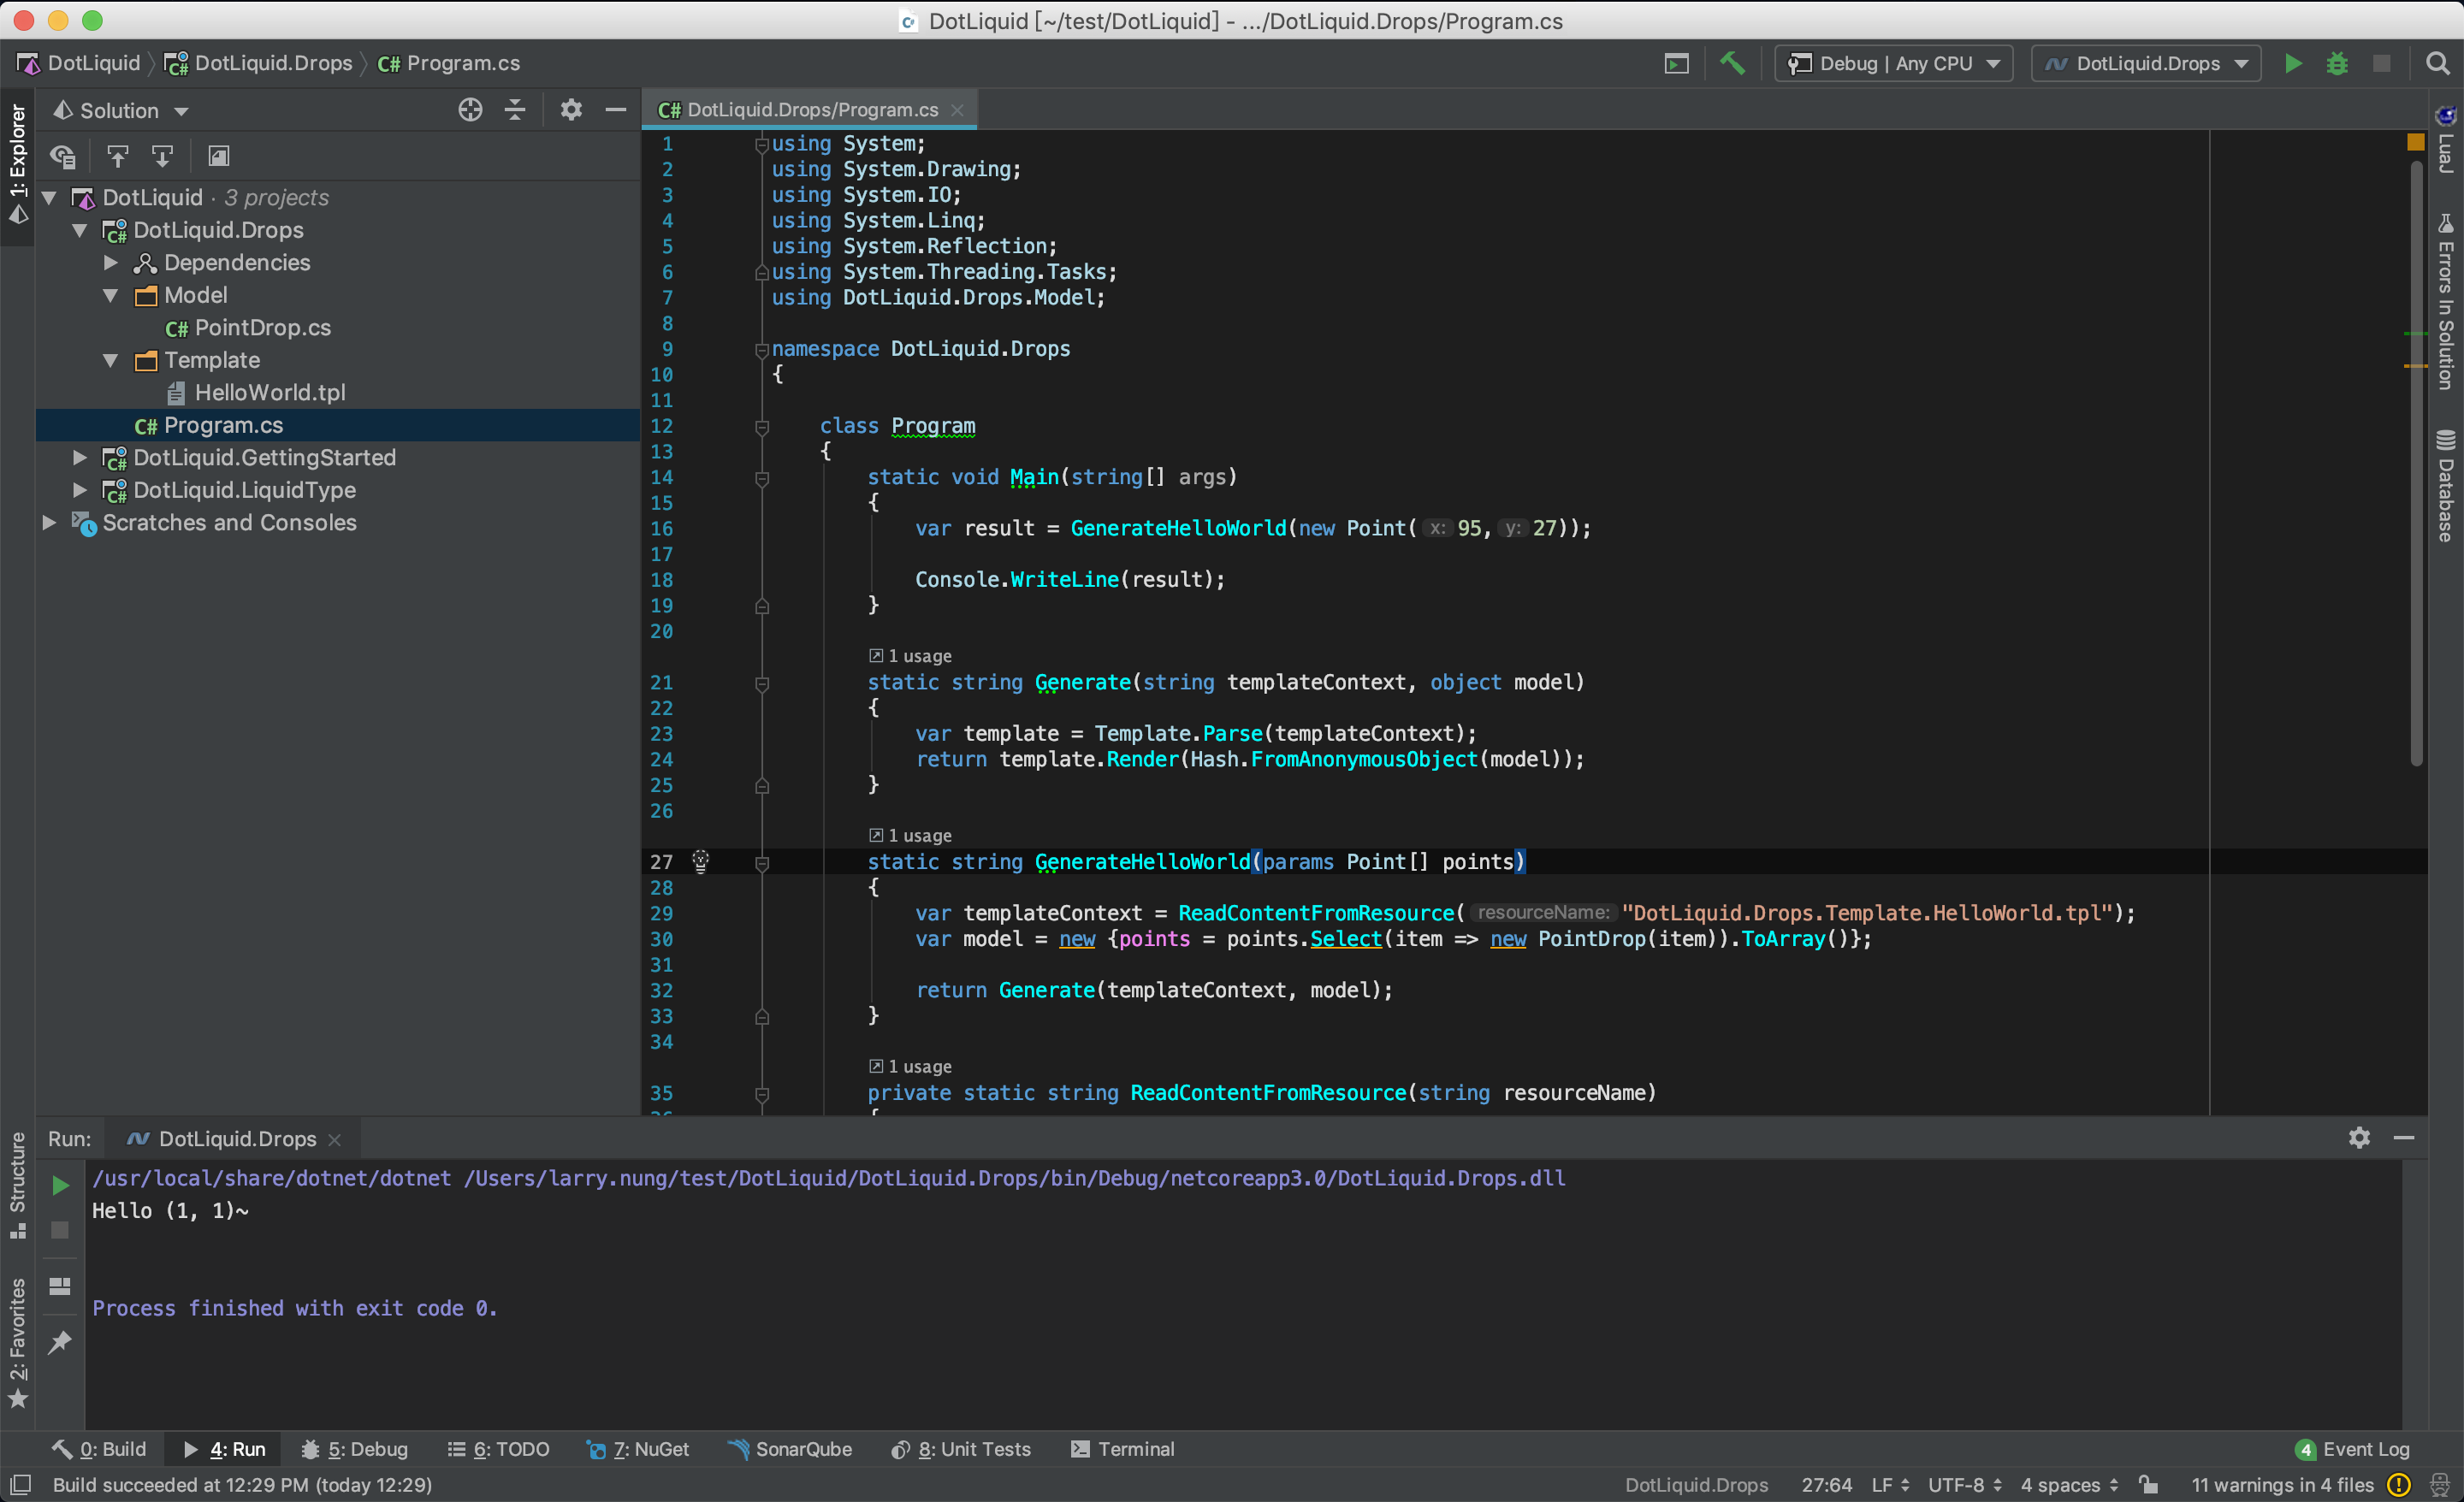 DotLiquid [~/test/DotLiquid] - .../DotLiquid.Drops/Program.cs
DotLiquid
DotLiquid.Drops
C# Program.cs
Debug | Any CPU
DotLiquid.Drops
1: Explorer
Solution
C# DotLiquid.Drops/Program.cs
DotLiquid · 3 projects
DotLiquid.Drops
Dependencies
Model
C# PointDrop.cs
Template
HelloWorld.tpl
C# Program.cs
DotLiquid.GettingStarted
DotLiquid.LiquidType
Scratches and Consoles
1 using System;
2 using System.Drawing;
3 using System.IO;
4 using System.Linq;
5 using System.Reflection;
6 using System.Threading.Tasks;
7 using DotLiquid.Drops.Model;
8
9 namespace DotLiquid.Drops
10 {
11
12 class Program
13 {
14 static void Main(string[] args)
15 {
16 var result = GenerateHelloWorld(new Point( x: 95, y: 27));
17
18 Console.WriteLine(result);
19 }
20
1 usage
21 static string Generate(string templateContext, object model)
22 {
23 var template = Template.Parse(templateContext);
24 return template.Render(Hash.FromAnonymousObject(model));
25 }
26
1 usage
27 static string GenerateHelloWorld(params Point[] points)
28 {
29 var templateContext = ReadContentFromResource( resourceName: "DotLiquid.Drops.Template.HelloWorld.tpl");
30 var model = new {points = points.Select(item => new PointDrop(item)).ToArray()};
31
32 return Generate(templateContext, model);
33 }
34
1 usage
35 private static string ReadContentFromResource(string resourceName)
LuaJ
Errors In Solution
Database
Structure
2: Favorites
Run: DotLiquid.Drops
/usr/local/share/dotnet/dotnet /Users/larry.nung/test/DotLiquid/DotLiquid.Drops/bin/Debug/netcoreapp3.0/DotLiquid.Drops.dll
Hello (1, 1)~
Process finished with exit code 0.
0: Build 4: Run 5: Debug 6: TODO 7: NuGet SonarQube 8: Unit Tests Terminal 4 Event Log
Build succeeded at 12:29 PM (today 12:29) DotLiquid.Drops 27:64 LF UTF-8 4 spaces 11 warnings in 4 files